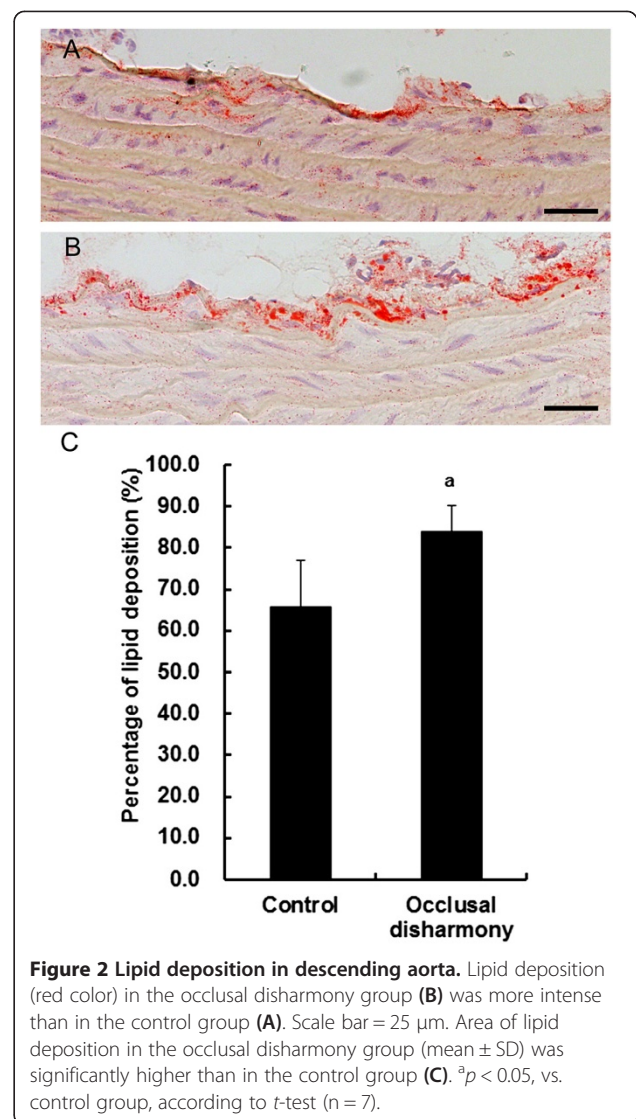 A
B
C
100.0
90.0
80.0
70.0
60.0
50.0
40.0
30.0
20.0
10.0
0.0
Percentage of lipid deposition (%)
a
Control
Occlusal
disharmony
Figure 2 Lipid deposition in descending aorta. Lipid deposition
(red color) in the occlusal disharmony group (B) was more intense
than in the control group (A). Scale bar = 25 μm. Area of lipid
deposition in the occlusal disharmony group (mean ± SD) was
significantly higher than in the control group (C). ᵃp < 0.05, vs.
control group, according to t-test (n = 7).